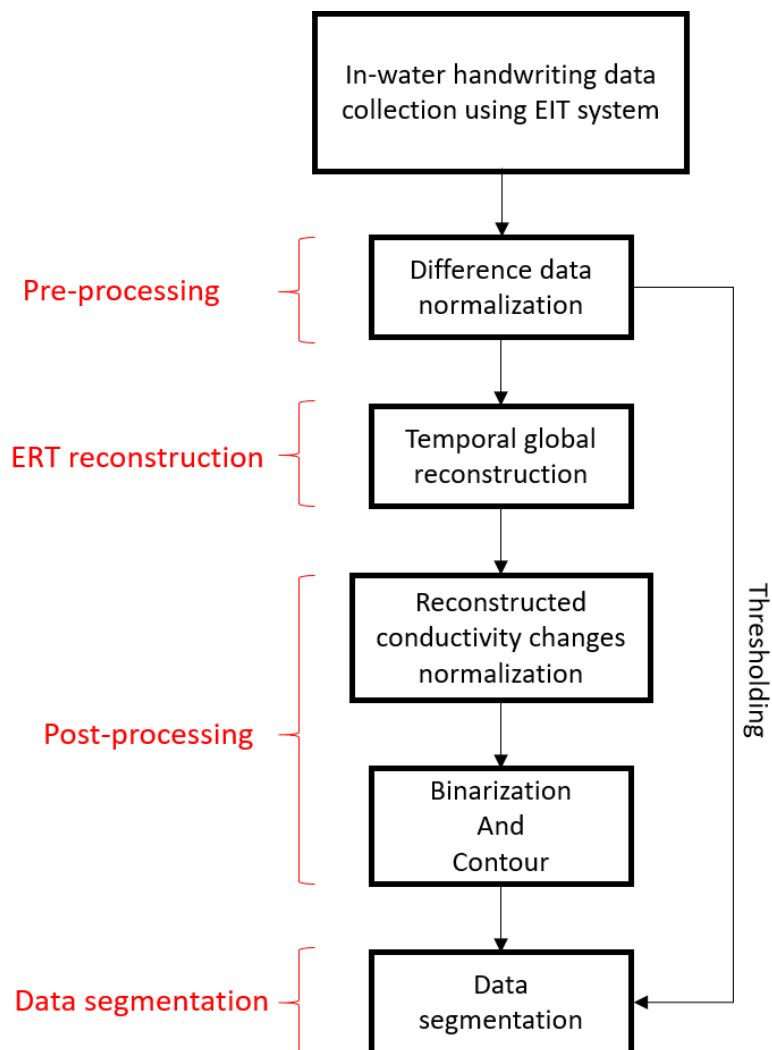 In-water handwriting data
collection using EIT system
Pre-processing
Difference data
normalization
ERT reconstruction
Temporal global
reconstruction
Reconstructed
conductivity changes
normalization
Thresholding
Post-processing
Binarization
And
Contour
Data segmentation
Data
segmentation